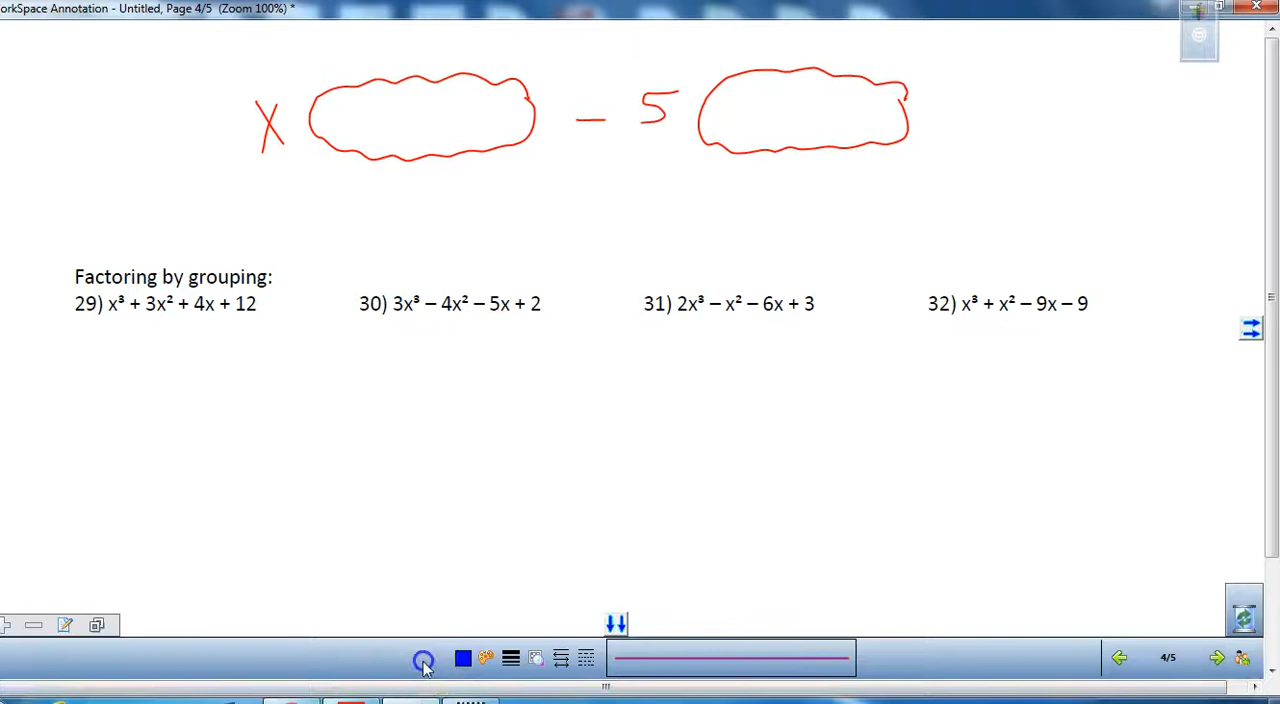 orkSpace Annotation - Untitled, Page 4/5 (Zoom 100%) *
X — 5
Factoring by grouping:
29) x³ + 3x² + 4x + 12 30) 3x³ – 4x² – 5x + 2 31) 2x³ – x² – 6x + 3 32) x³ + x² – 9x – 9
4/5